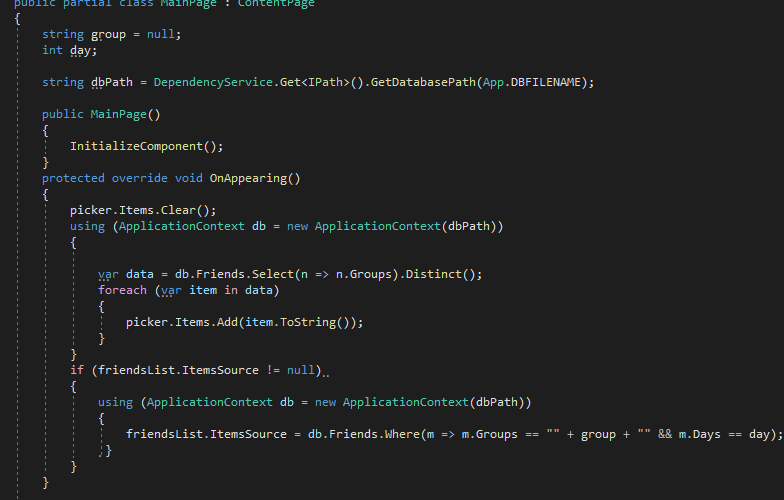 public partial class MainPage : ContentPage
{
string group = null;
int day;
string dbPath = DependencyService.Get<IPath>().GetDatabasePath(App.DBFILENAME);
public MainPage()
{
InitializeComponent();
}
protected override void OnAppearing()
{
picker.Items.Clear();
using (ApplicationContext db = new ApplicationContext(dbPath))
{
var data = db.Friends.Select(n => n.Groups).Distinct();
foreach (var item in data)
{
picker.Items.Add(item.ToString());
}
}
if (friendsList.ItemsSource != null)
{
using (ApplicationContext db = new ApplicationContext(dbPath))
{
friendsList.ItemsSource = db.Friends.Where(m => m.Groups == "" + group + "" && m.Days == day);
}
}
}